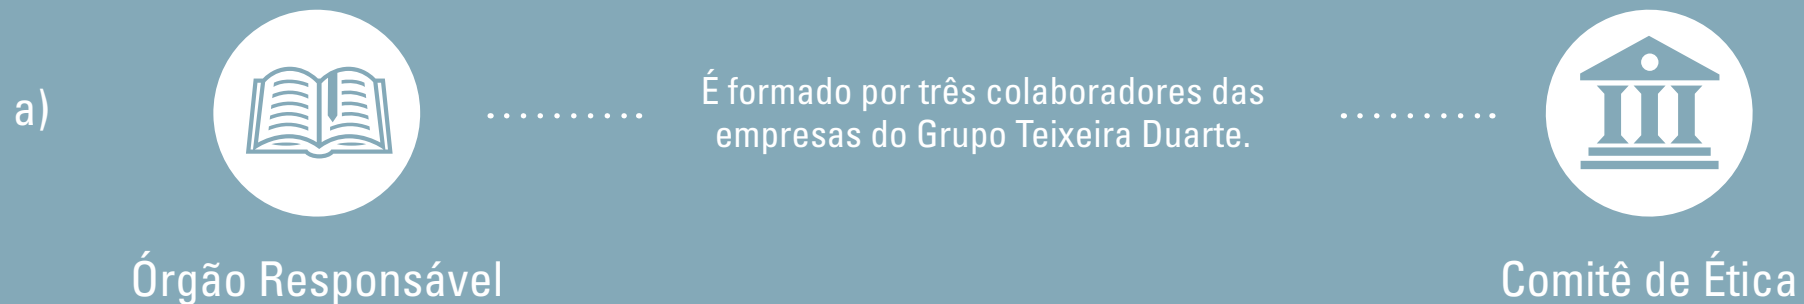 a)
É formado por três colaboradores das
empresas do Grupo Teixeira Duarte.
Órgão Responsável
Comitê de Ética